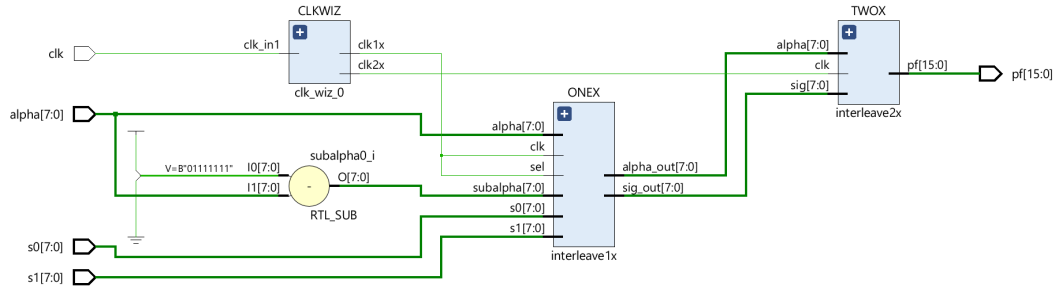 CLKWIZ
TWOX
clk
clk_in1
clk1x
clk2x
clk_wiz_0
alpha[7:0]
clk
sig[7:0]
pf[15:0]
pf[15:0]
interleave2x
ONEX
alpha[7:0]
alpha[7:0]
clk
sel
subalpha[7:0]
s0[7:0]
s1[7:0]
alpha_out[7:0]
sig_out[7:0]
interleave1x
subalpha0_i
V=B"01111111"
I0[7:0]
I1[7:0]
O[7:0]
-
RTL_SUB
s0[7:0]
s1[7:0]